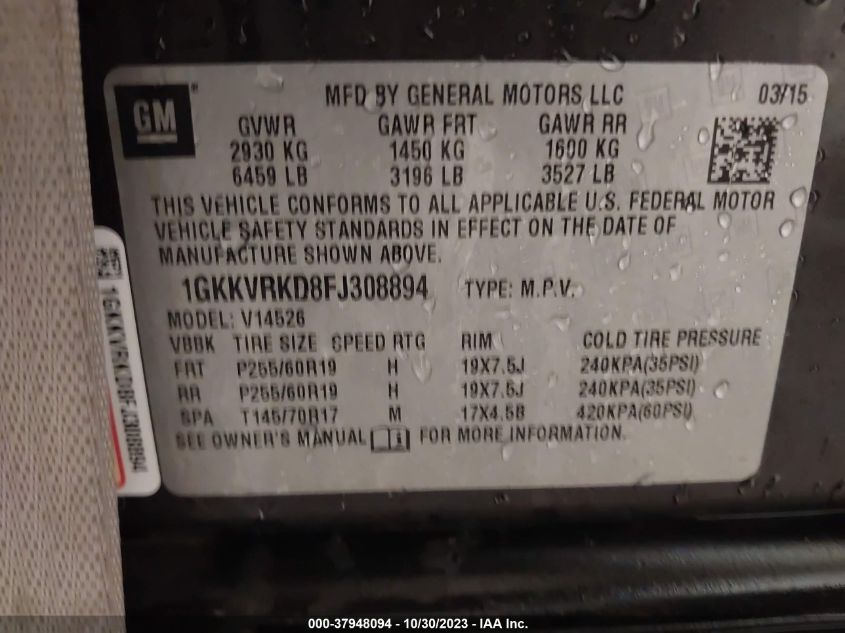 GM
MFD BY GENERAL MOTORS LLC 03/15
GVWR GAWR FRT GAWR RR
2930 KG 1450 KG 1600 KG
6459 LB 3196 LB 3527 LB
THIS VEHICLE CONFORMS TO ALL APPLICABLE U.S. FEDERAL MOTOR
VEHICLE SAFETY STANDARDS IN EFFECT ON THE DATE OF
MANUFACTURE SHOWN ABOVE.
1GKKVRKD8FJ308894 TYPE: M.P.V.
MODEL: V14526
VBBK TIRE SIZE SPEED RTG RIM COLD TIRE PRESSURE
FRT P255/60R19 H 19X7.5J 240KPA(35PSI)
RR P255/60R19 H 19X7.5J 240KPA(35PSI)
SPA T145/70R17 M 17X4.5B 420KPA(60PSI)
SEE OWNER'S MANUAL FOR MORE INFORMATION.
1GKKVRKD8FJ308894
000-37948094 - 10/30/2023 - IAA Inc.